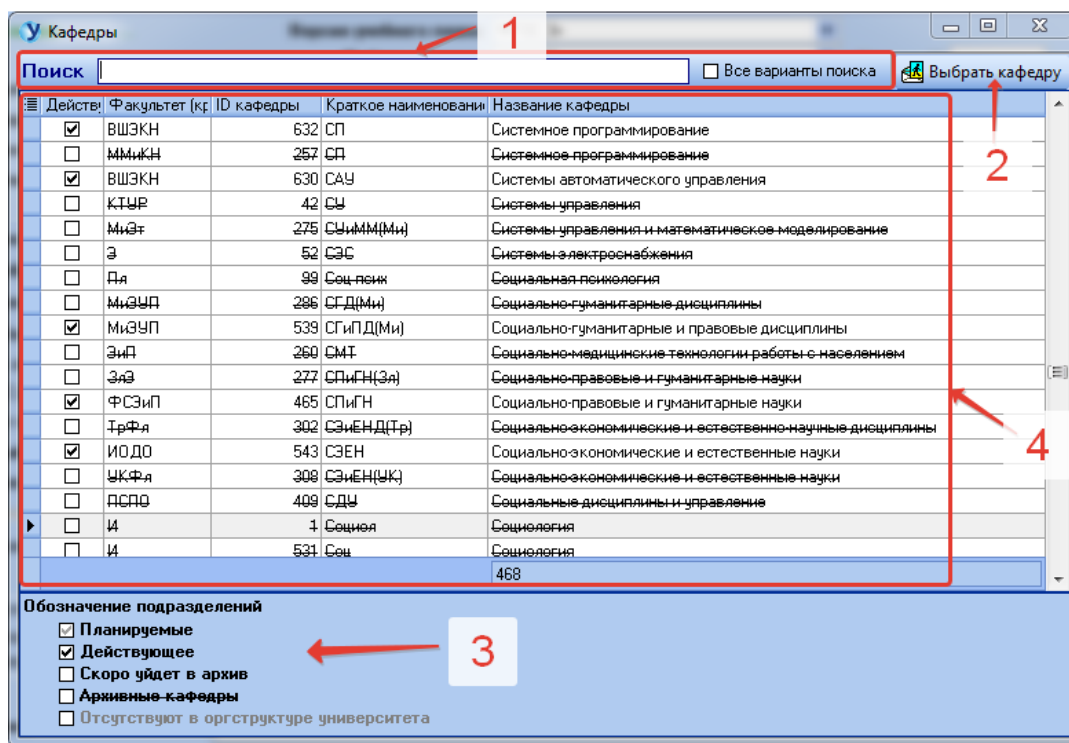 Кафедры
1
Поиск Все варианты поиска Выбрать кафедру
2
Действ Факультет (кр ID кафедры Краткое наименовани Название кафедры
ВШЭКН 632 СП Системное программирование
ММиКН 257 СП Системное программирование
ВШЭКН 630 САУ Системы автоматического управления
КТУР 42 СУ Системы управления
МиЭт 275 СУиММ(Ми) Системы управления и математическое моделирование
Э 52 СЭС Системы электроснабжения
Пл 99 Соц псих Социальная психология
МиЭУП 286 СГД(Ми) Социально-гуманитарные дисциплины
МиЭУП 539 СГиПД(Ми) Социально-гуманитарные и правовые дисциплины
ЭиП 260 СМТ Социально-медицинские технологии работы с населением
ЗлЭ 277 СПиГН(Зл) Социально-правовые и гуманитарные науки
ФСЗиП 465 СПиГН Социально-правовые и гуманитарные науки
ТрФл 302 СЭиЕНД(Тр) Социально-экономические и естественно-научные дисциплины
ИОДО 543 СЭЕН Социально-экономические и естественные науки
УКФл 308 СЭиЕН(УК) Социально-экономические и естественные науки
ПСПО 409 СДУ Социальные дисциплины и управление
И 1 Социол Социология
И 531 Соц Социология
468
4
Обозначение подразделений
Планируемые
Действующее
Скоро уйдет в архив
Архивные кафедры
Отсутствуют в оргструктуре университета
3